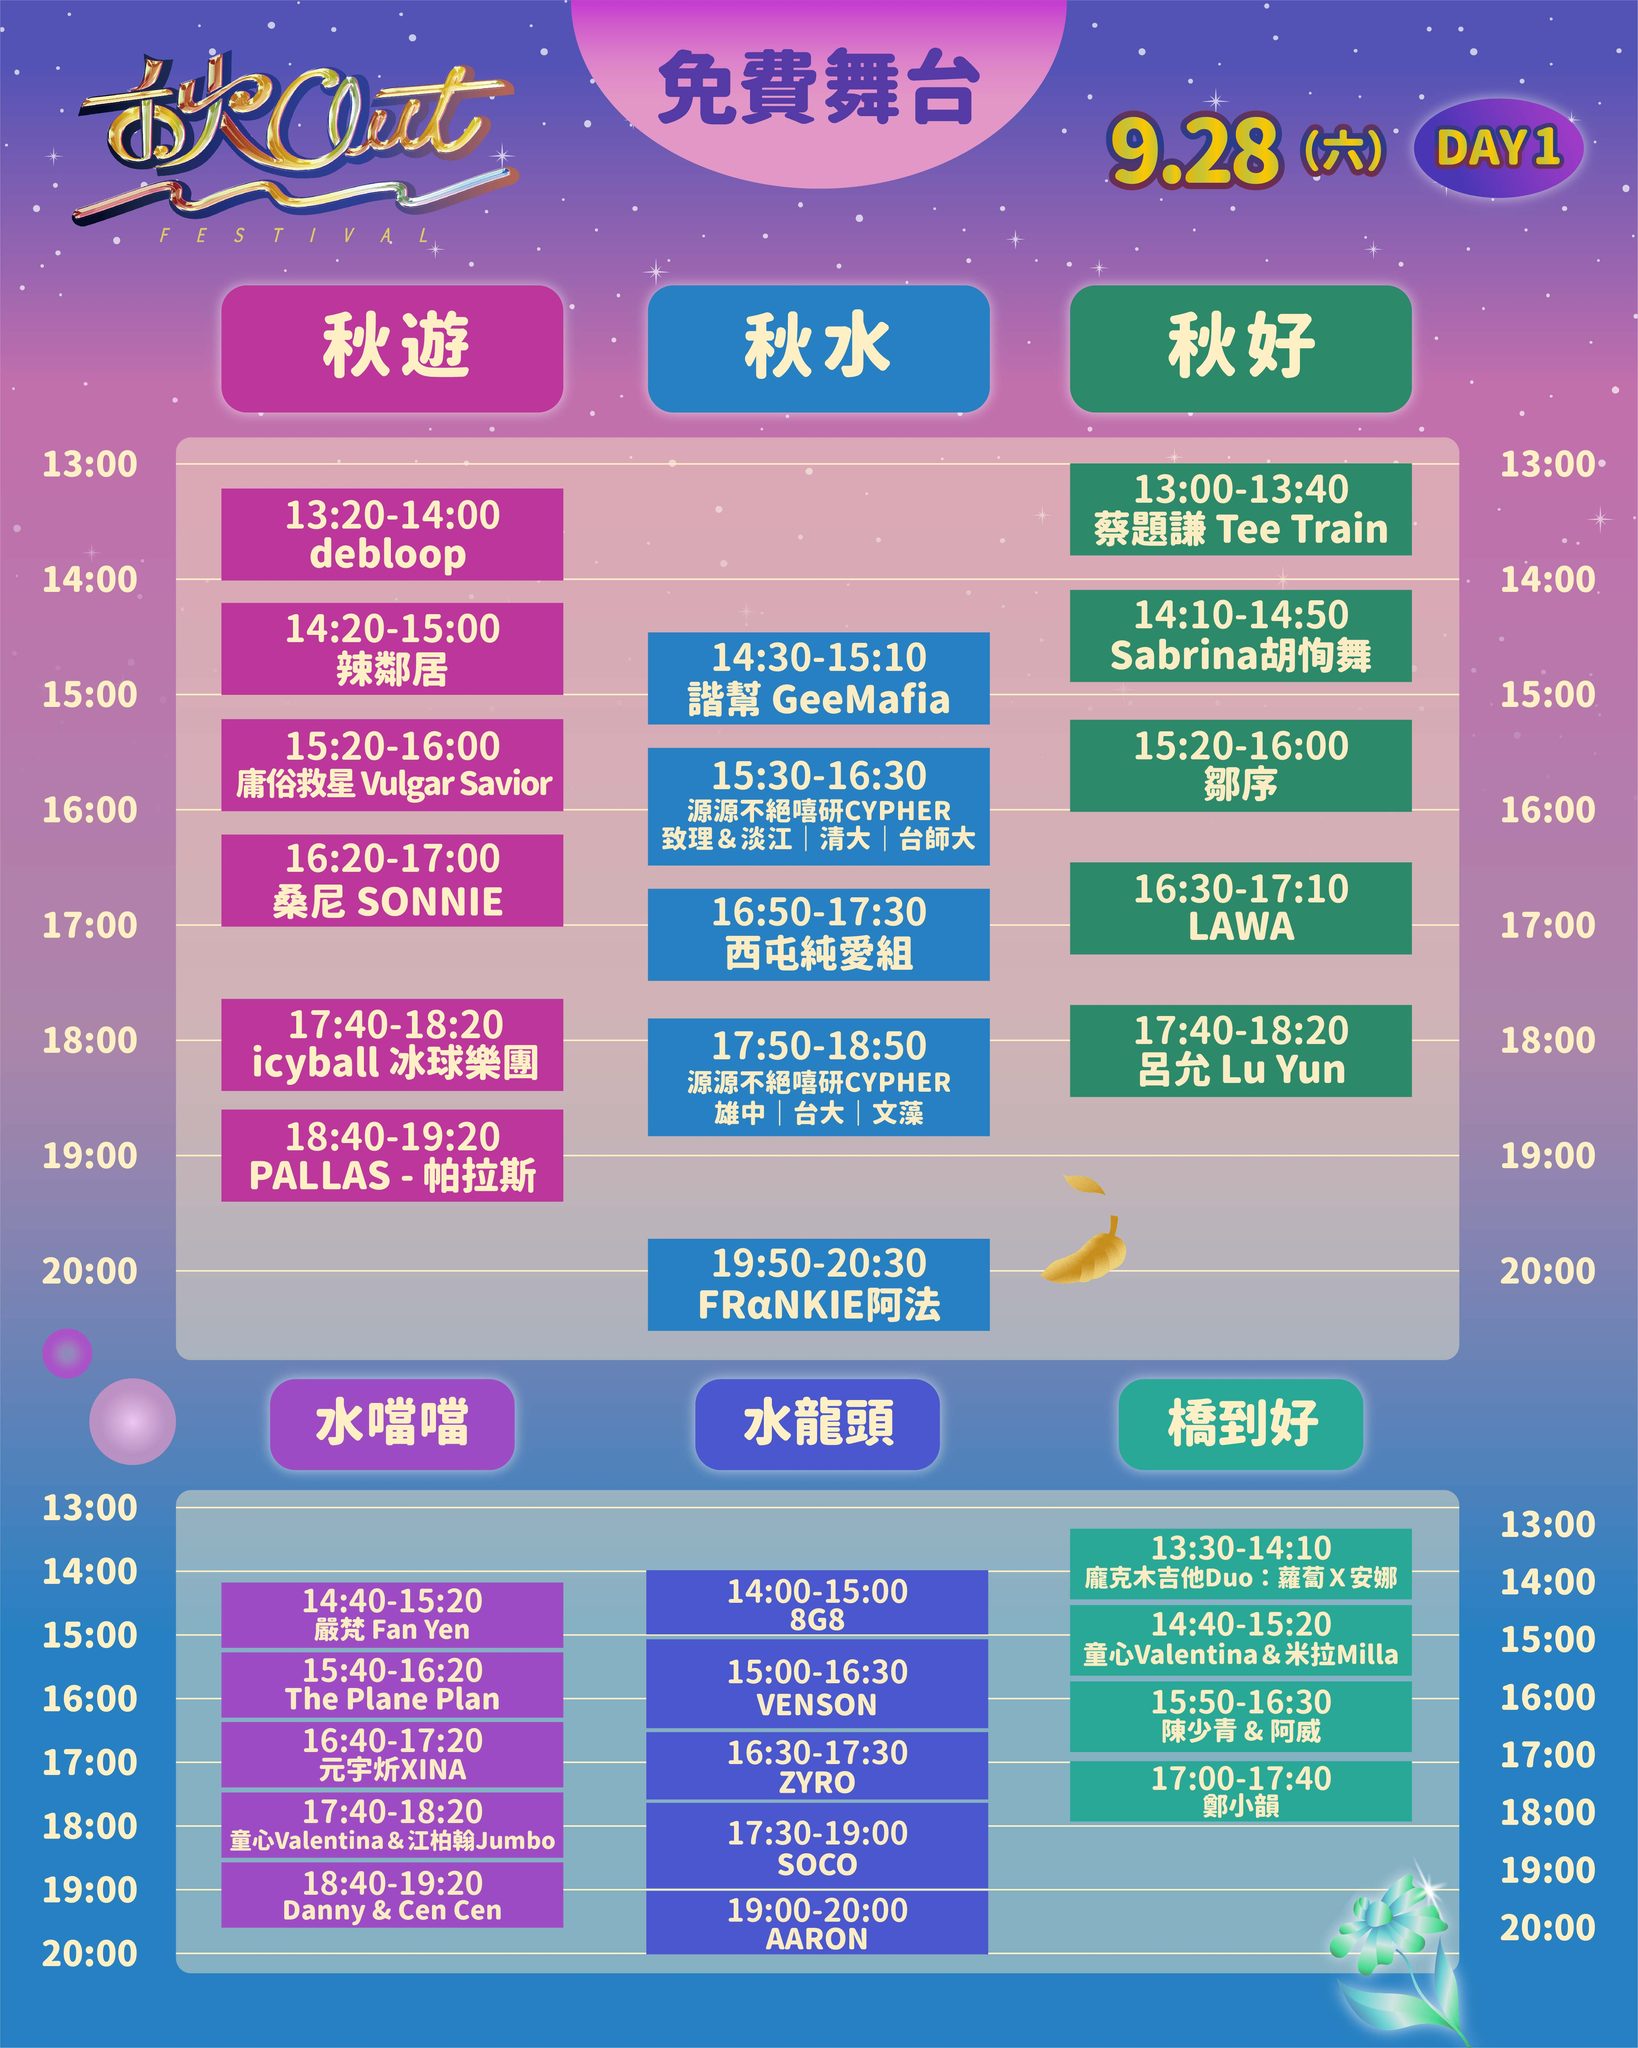 秋Out
FESTIVAL
免費舞台
9.28 (六) DAY1
秋遊
秋水
秋好
13:00
14:00
15:00
16:00
17:00
18:00
19:00
20:00
13:20-14:00
debloop
14:20-15:00
辣鄰居
15:20-16:00
庸俗救星 Vulgar Savior
16:20-17:00
桑尼 SONNIE
17:40-18:20
icyball 冰球樂團
18:40-19:20
PALLAS - 帕拉斯
14:30-15:10
諧幫 GeeMafia
15:30-16:30
源源不絕嘻研CYPHER
致理＆淡江｜清大｜台師大
16:50-17:30
西屯純愛組
17:50-18:50
源源不絕嘻研CYPHER
雄中｜台大｜文藻
19:50-20:30
FRαNKIE阿法
13:00-13:40
蔡題謙 Tee Train
14:10-14:50
Sabrina胡恂舞
15:20-16:00
鄒序
16:30-17:10
LAWA
17:40-18:20
呂允 Lu Yun
13:00
14:00
15:00
16:00
17:00
18:00
19:00
20:00
水噹噹
水龍頭
橋到好
13:00
14:00
15:00
16:00
17:00
18:00
19:00
20:00
14:40-15:20
嚴梵 Fan Yen
15:40-16:20
The Plane Plan
16:40-17:20
元宇炘XINA
17:40-18:20
童心Valentina＆江柏翰Jumbo
18:40-19:20
Danny & Cen Cen
14:00-15:00
8G8
15:00-16:30
VENSON
16:30-17:30
ZYRO
17:30-19:00
SOCO
19:00-20:00
AARON
13:30-14:10
龐克木吉他Duo：蘿蔔 X 安娜
14:40-15:20
童心Valentina＆米拉Milla
15:50-16:30
陳少青 & 阿威
17:00-17:40
鄭小韻
13:00
14:00
15:00
16:00
17:00
18:00
19:00
20:00